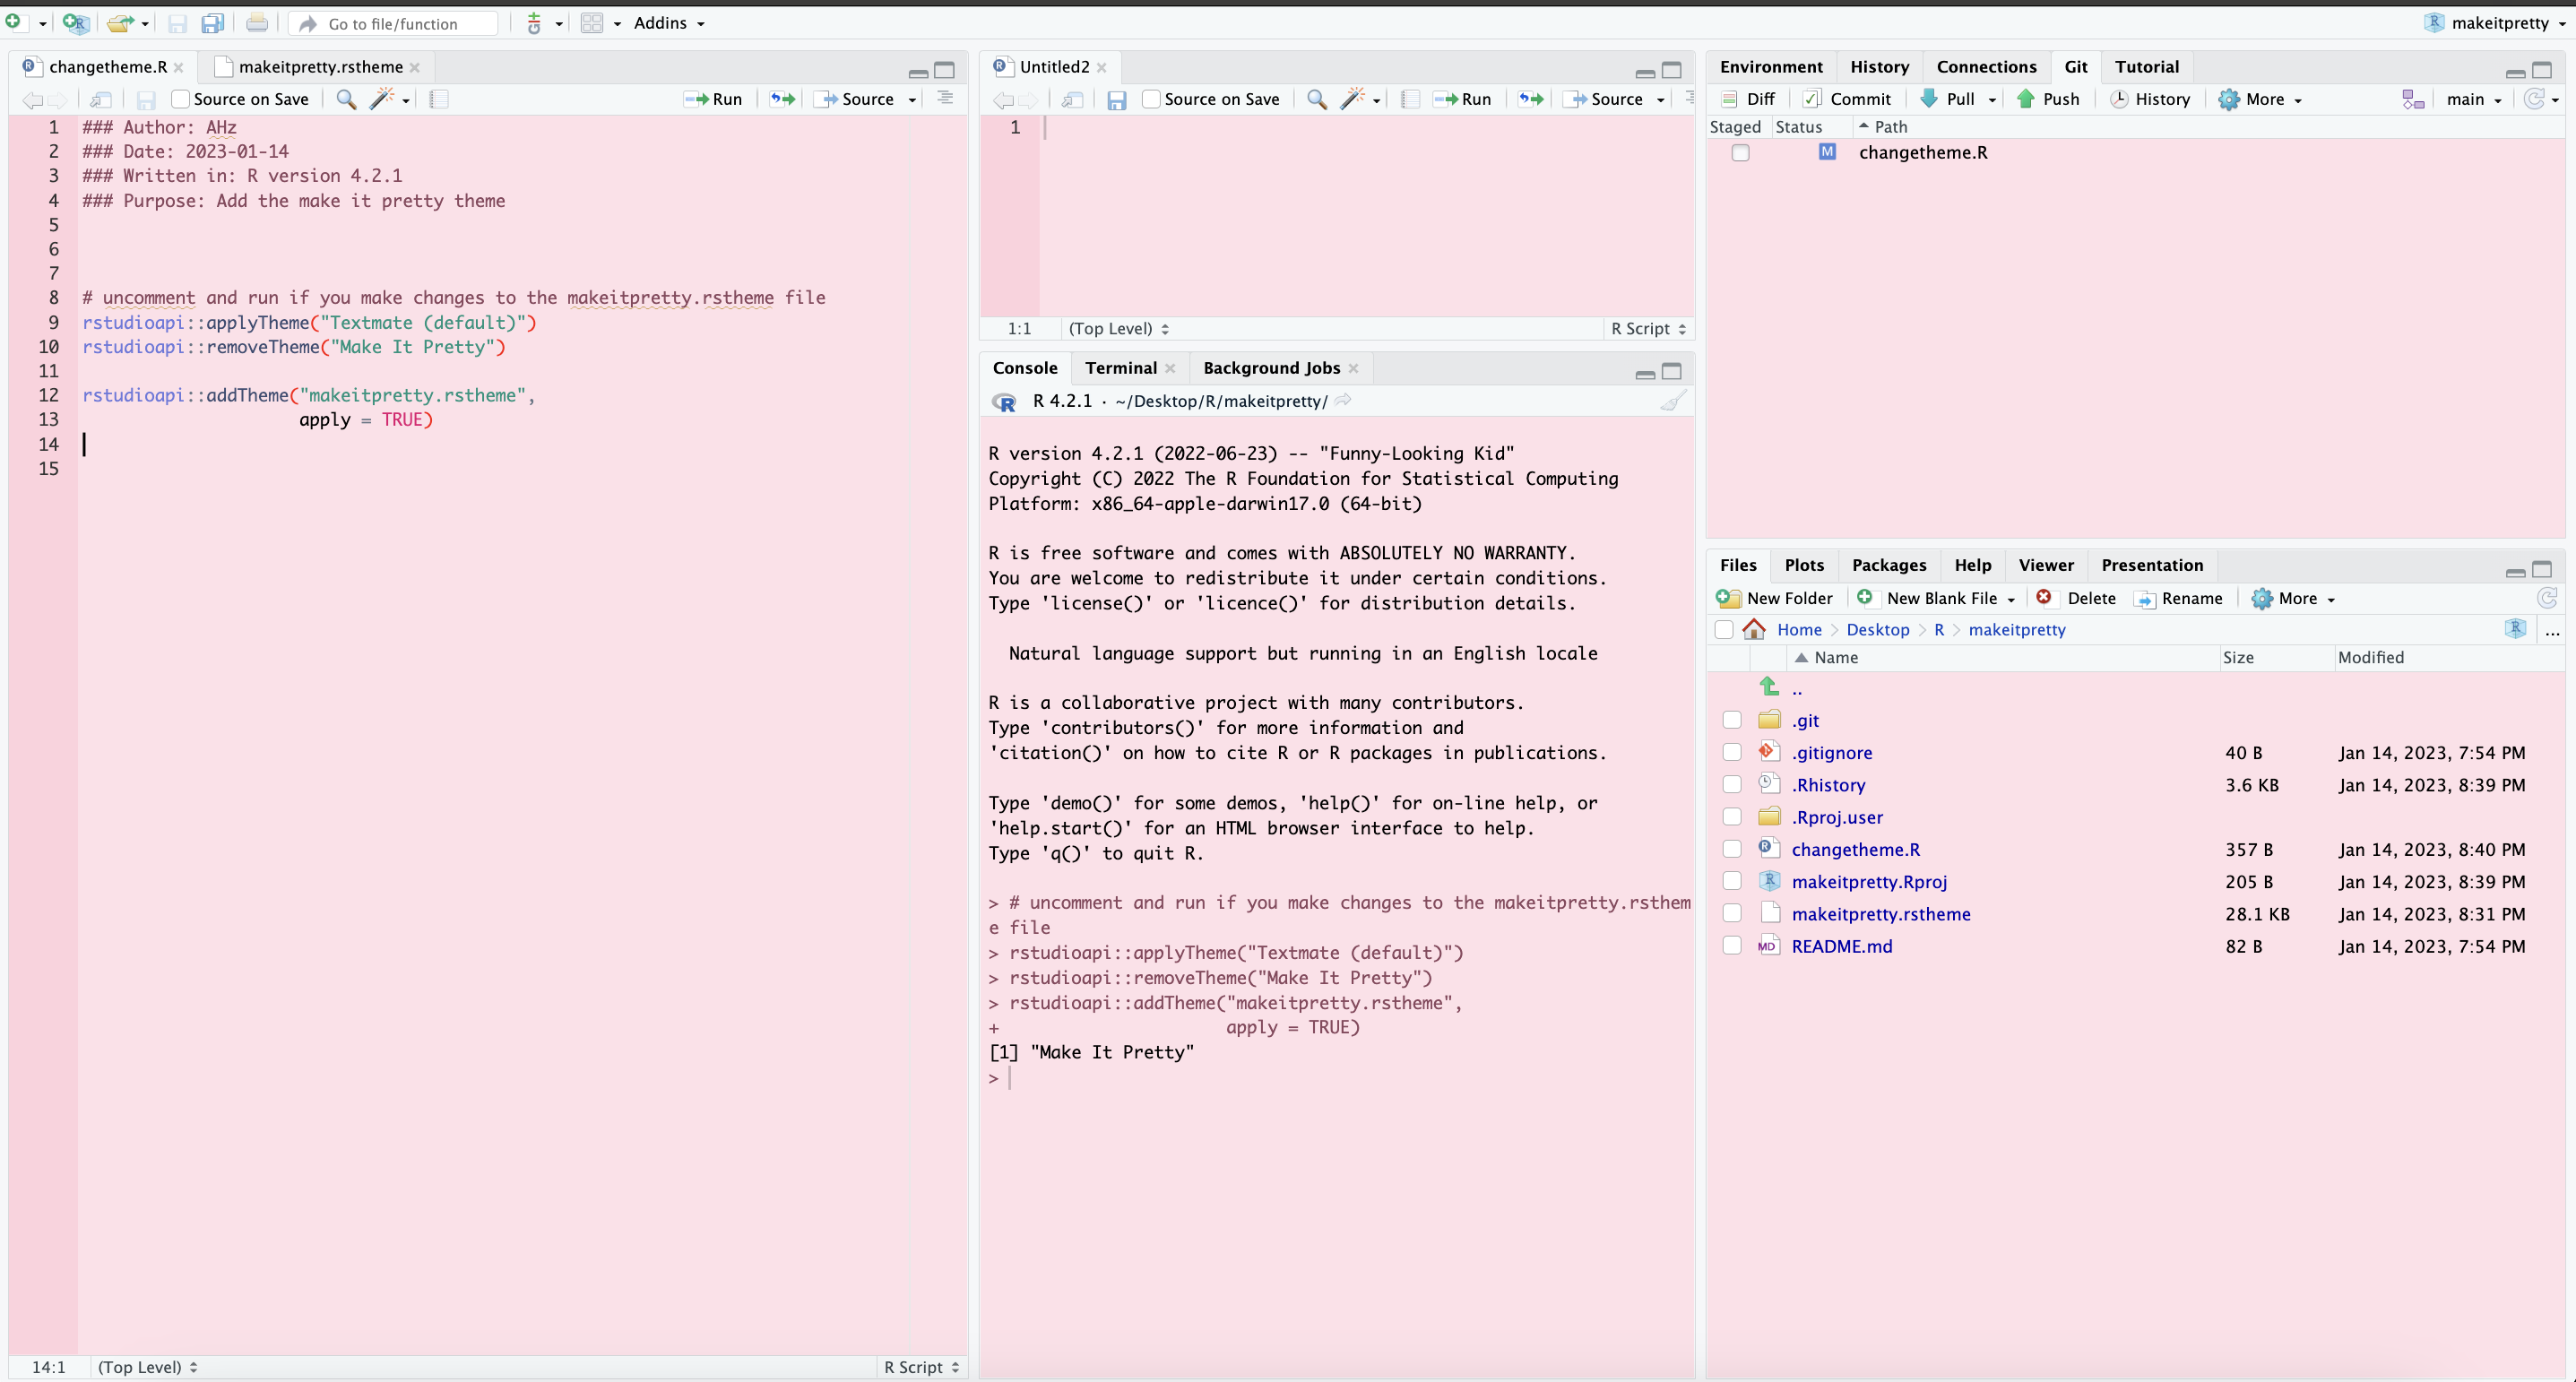 Go to file/function
Addins
makeitpretty
changetheme.R
makeitpretty.rstheme
Source on Save
Run
Source
1 ### Author: AHz
2 ### Date: 2023-01-14
3 ### Written in: R version 4.2.1
4 ### Purpose: Add the make it pretty theme
5
6
7
8 # uncomment and run if you make changes to the makeitpretty.rstheme file
9 rstudioapi::applyTheme("Textmate (default)")
10 rstudioapi::removeTheme("Make It Pretty")
11
12 rstudioapi::addTheme("makeitpretty.rstheme",
13 apply = TRUE)
14
15
14:1 (Top Level) R Script
Untitled2
Source on Save Run Source
1
1:1 (Top Level) R Script
Console Terminal Background Jobs
R 4.2.1 · ~/Desktop/R/makeitpretty/
R version 4.2.1 (2022-06-23) -- "Funny-Looking Kid"
Copyright (C) 2022 The R Foundation for Statistical Computing
Platform: x86_64-apple-darwin17.0 (64-bit)
R is free software and comes with ABSOLUTELY NO WARRANTY.
You are welcome to redistribute it under certain conditions.
Type 'license()' or 'licence()' for distribution details.
Natural language support but running in an English locale
R is a collaborative project with many contributors.
Type 'contributors()' for more information and
'citation()' on how to cite R or R packages in publications.
Type 'demo()' for some demos, 'help()' for on-line help, or
'help.start()' for an HTML browser interface to help.
Type 'q()' to quit R.
> # uncomment and run if you make changes to the makeitpretty.rsthem
e file
> rstudioapi::applyTheme("Textmate (default)")
> rstudioapi::removeTheme("Make It Pretty")
> rstudioapi::addTheme("makeitpretty.rstheme",
+ apply = TRUE)
[1] "Make It Pretty"
>
Environment History Connections Git Tutorial
Diff Commit Pull Push History More main
Staged Status Path
M changetheme.R
Files Plots Packages Help Viewer Presentation
New Folder New Blank File Delete Rename More
Home > Desktop > R > makeitpretty ...
Name Size Modified
..
.git
.gitignore 40 B Jan 14, 2023, 7:54 PM
.Rhistory 3.6 KB Jan 14, 2023, 8:39 PM
.Rproj.user
changetheme.R 357 B Jan 14, 2023, 8:40 PM
makeitpretty.Rproj 205 B Jan 14, 2023, 8:39 PM
makeitpretty.rstheme 28.1 KB Jan 14, 2023, 8:31 PM
MD README.md 82 B Jan 14, 2023, 7:54 PM